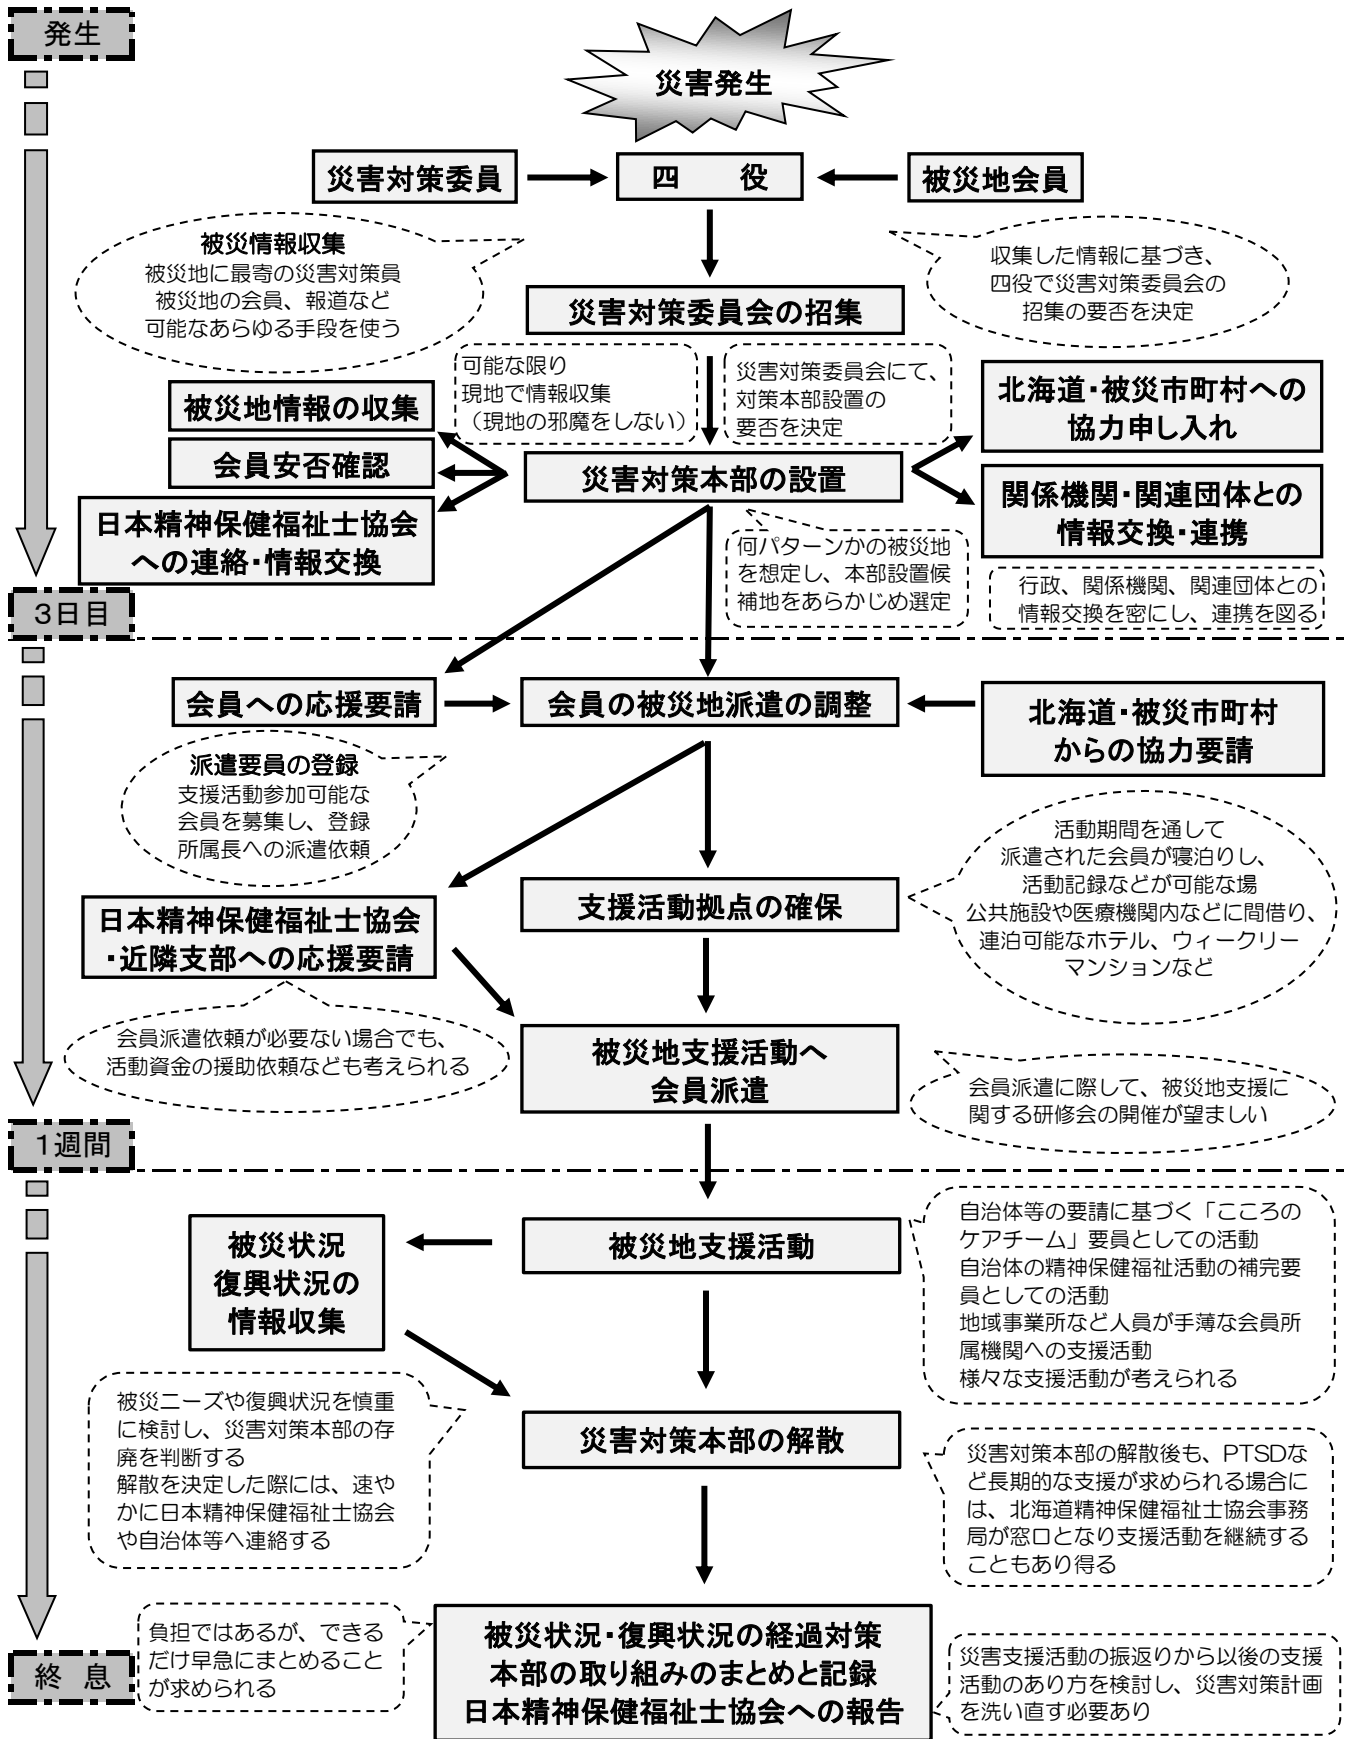 発生
災害発生
災害対策委員
四　役
被災地会員
被災情報収集
被災地に最寄の災害対策員
被災地の会員、報道など
可能なあらゆる手段を使う
収集した情報に基づき、
四役で災害対策委員会の
招集の要否を決定
災害対策委員会の招集
可能な限り
現地で情報収集
（現地の邪魔をしない）
災害対策委員会にて、
対策本部設置の
要否を決定
被災地情報の収集
会員安否確認
日本精神保健福祉士協会
への連絡・情報交換
災害対策本部の設置
北海道・被災市町村への
協力申し入れ
関係機関・関連団体との
情報交換・連携
何パターンかの被災地
を想定し、本部設置候
補地をあらかじめ選定
行政、関係機関、関連団体との
情報交換を密にし、連携を図る
３日目
会員への応援要請
会員の被災地派遣の調整
北海道・被災市町村
からの協力要請
派遣要員の登録
支援活動参加可能な
会員を募集し、登録
所属長への派遣依頼
活動期間を通して
派遣された会員が寝泊りし、
活動記録などが可能な場
公共施設や医療機関内などに間借り、
連泊可能なホテル、ウィークリー
マンションなど
日本精神保健福祉士協会
・近隣支部への応援要請
支援活動拠点の確保
会員派遣依頼が必要ない場合でも、
活動資金の援助依頼なども考えられる
被災地支援活動へ
会員派遣
会員派遣に際して、被災地支援に
関する研修会の開催が望ましい
１週間
被災状況
復興状況の
情報収集
被災地支援活動
自治体等の要請に基づく「こころの
ケアチーム」要員としての活動
自治体の精神保健福祉活動の補完要
員としての活動
地域事業所など人員が手薄な会員所
属機関への支援活動
様々な支援活動が考えられる
被災ニーズや復興状況を慎重
に検討し、災害対策本部の存
廃を判断する
解散を決定した際には、速や
かに日本精神保健福祉士協会
や自治体等へ連絡する
災害対策本部の解散
災害対策本部の解散後も、PTSDな
ど長期的な支援が求められる場合に
は、北海道精神保健福祉士協会事務
局が窓口となり支援活動を継続する
こともあり得る
終　息
負担ではあるが、できる
だけ早急にまとめること
が求められる
被災状況・復興状況の経過対策
本部の取り組みのまとめと記録
日本精神保健福祉士協会への報告
災害支援活動の振返りから以後の支援
活動のあり方を検討し、災害対策計画
を洗い直す必要あり